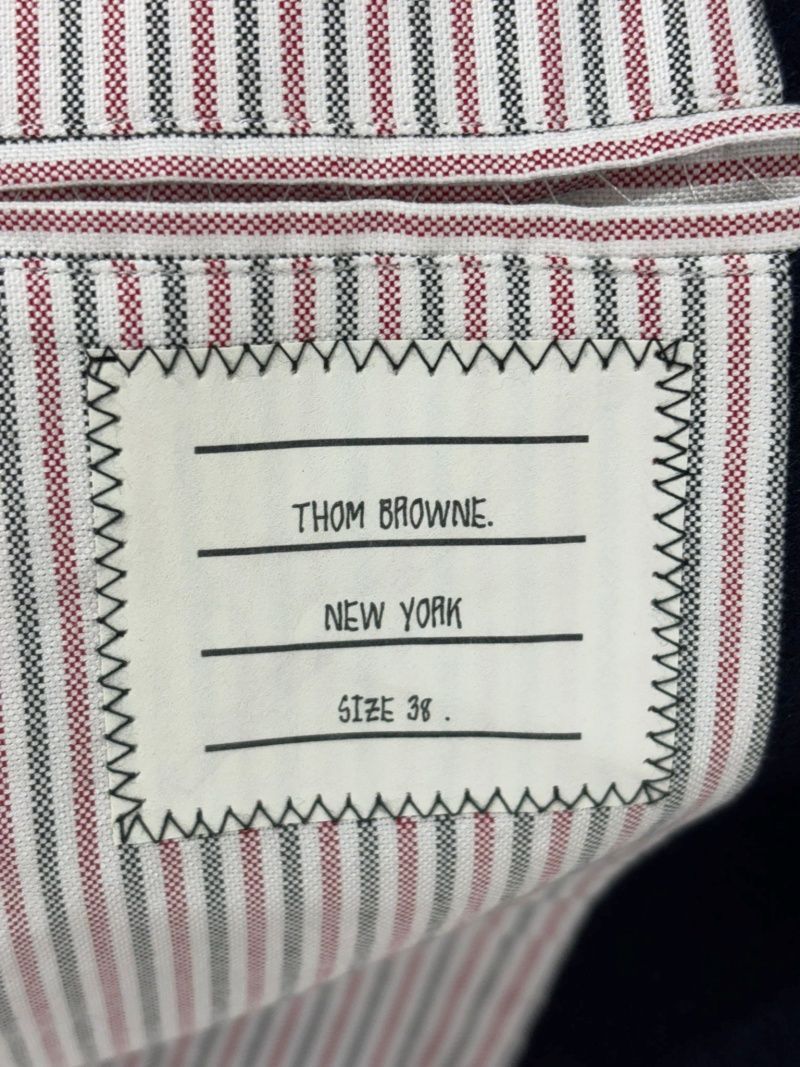 THOM BROWNE.
NEW YORK
SIZE 38 .